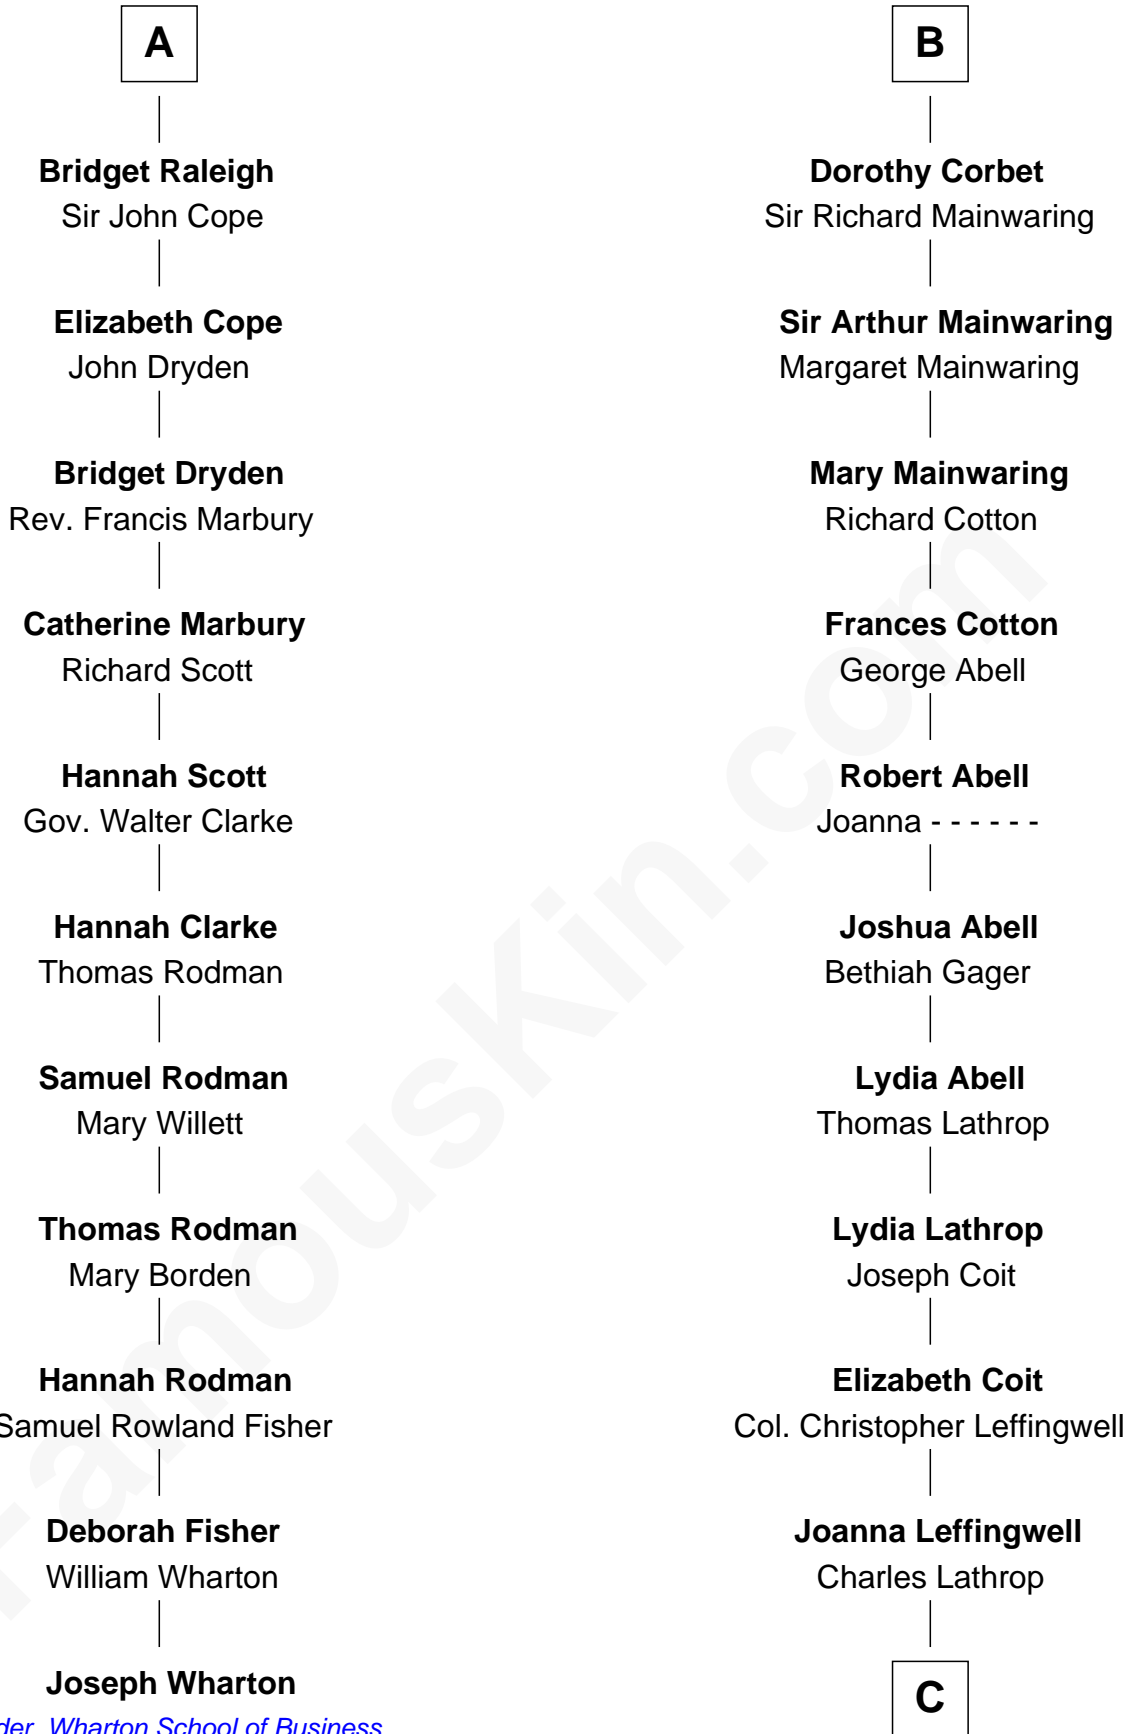 A
Bridget Raleigh
Sir John Cope
Elizabeth Cope
John Dryden
Bridget Dryden
Rev. Francis Marbury
Catherine Marbury
Richard Scott
Hannah Scott
Gov. Walter Clarke
Hannah Clarke
Thomas Rodman
Samuel Rodman
Mary Willett
Thomas Rodman
Mary Borden
Hannah Rodman
Samuel Rowland Fisher
Deborah Fisher
William Wharton
Joseph Wharton
der, Wharton School of Business
B
Dorothy Corbet
Sir Richard Mainwaring
Sir Arthur Mainwaring
Margaret Mainwaring
Mary Mainwaring
Richard Cotton
Frances Cotton
George Abell
Robert Abell
Joanna - - - - - -
Joshua Abell
Bethiah Gager
Lydia Abell
Thomas Lathrop
Lydia Lathrop
Joseph Coit
Elizabeth Coit
Col. Christopher Leffingwell
Joanna Leffingwell
Charles Lathrop
C
FamousKin.com